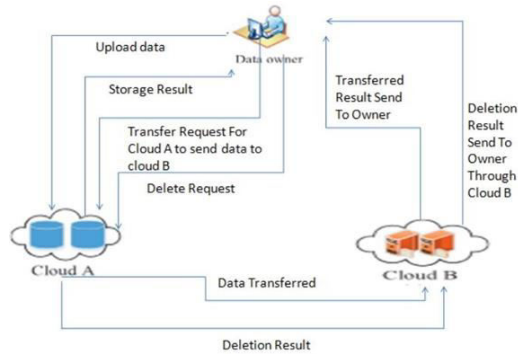 Upload data
Data owner
Storage Result
Transfer Request For
Cloud A to send data to
cloud B
Delete Request
Transferred
Result Send
To Owner
Deletion
Result
Send To
Owner
Through
Cloud B
Cloud A
Cloud B
Data Transferred
Deletion Result